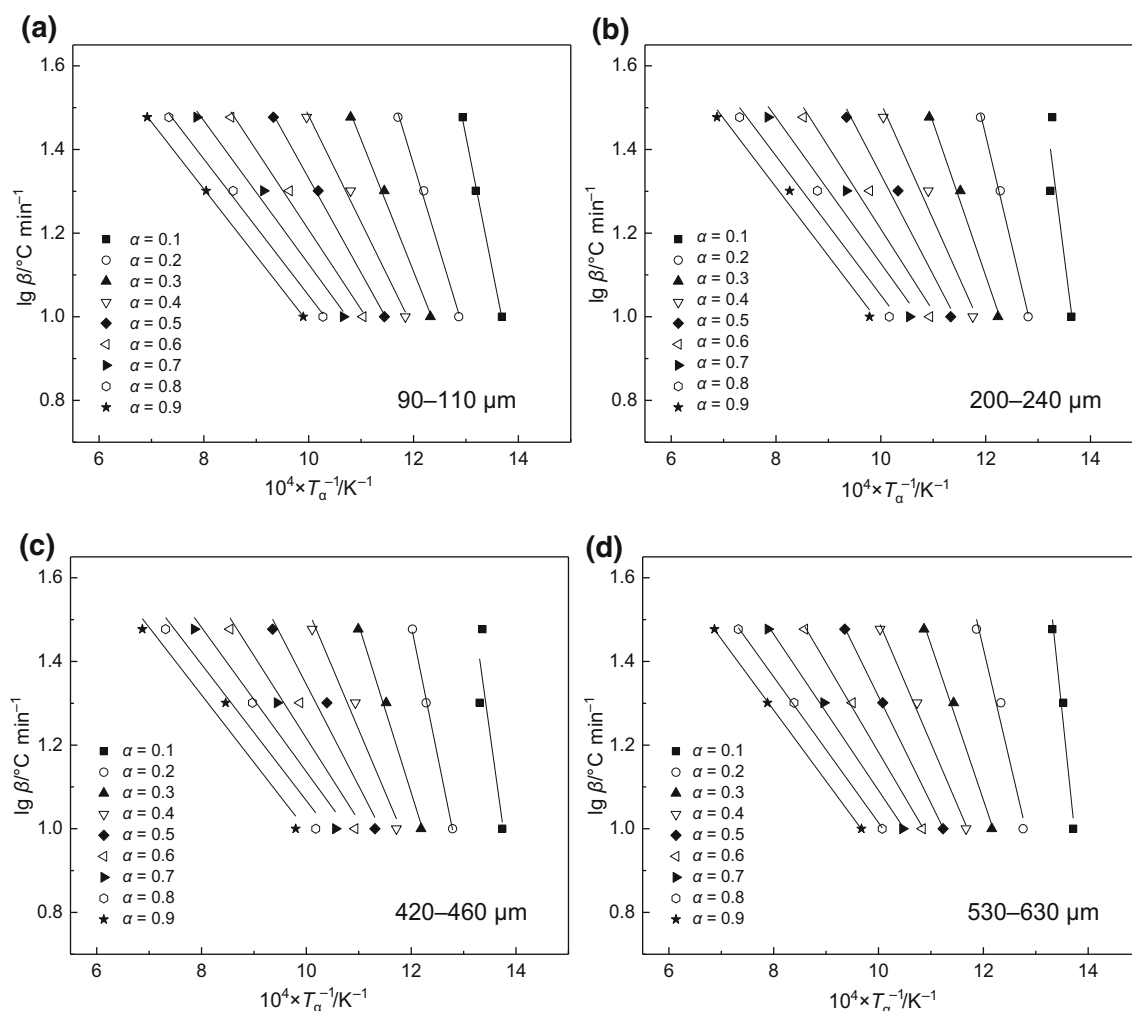 (a)
1.6
1.4
1.2
1.0
0.8
lg β/°C min⁻¹
α = 0.1
α = 0.2
α = 0.3
α = 0.4
α = 0.5
α = 0.6
α = 0.7
α = 0.8
α = 0.9
90–110 μm
6 8 10 12 14
10⁴×Tα⁻¹/K⁻¹
(b)
1.6
1.4
1.2
1.0
0.8
lg β/°C min⁻¹
α = 0.1
α = 0.2
α = 0.3
α = 0.4
α = 0.5
α = 0.6
α = 0.7
α = 0.8
α = 0.9
200–240 μm
6 8 10 12 14
10⁴×Tα⁻¹/K⁻¹
(c)
1.6
1.4
1.2
1.0
0.8
lg β/°C min⁻¹
α = 0.1
α = 0.2
α = 0.3
α = 0.4
α = 0.5
α = 0.6
α = 0.7
α = 0.8
α = 0.9
420–460 μm
6 8 10 12 14
10⁴×Tα⁻¹/K⁻¹
(d)
1.6
1.4
1.2
1.0
0.8
lg β/°C min⁻¹
α = 0.1
α = 0.2
α = 0.3
α = 0.4
α = 0.5
α = 0.6
α = 0.7
α = 0.8
α = 0.9
530–630 μm
6 8 10 12 14
10⁴×Tα⁻¹/K⁻¹